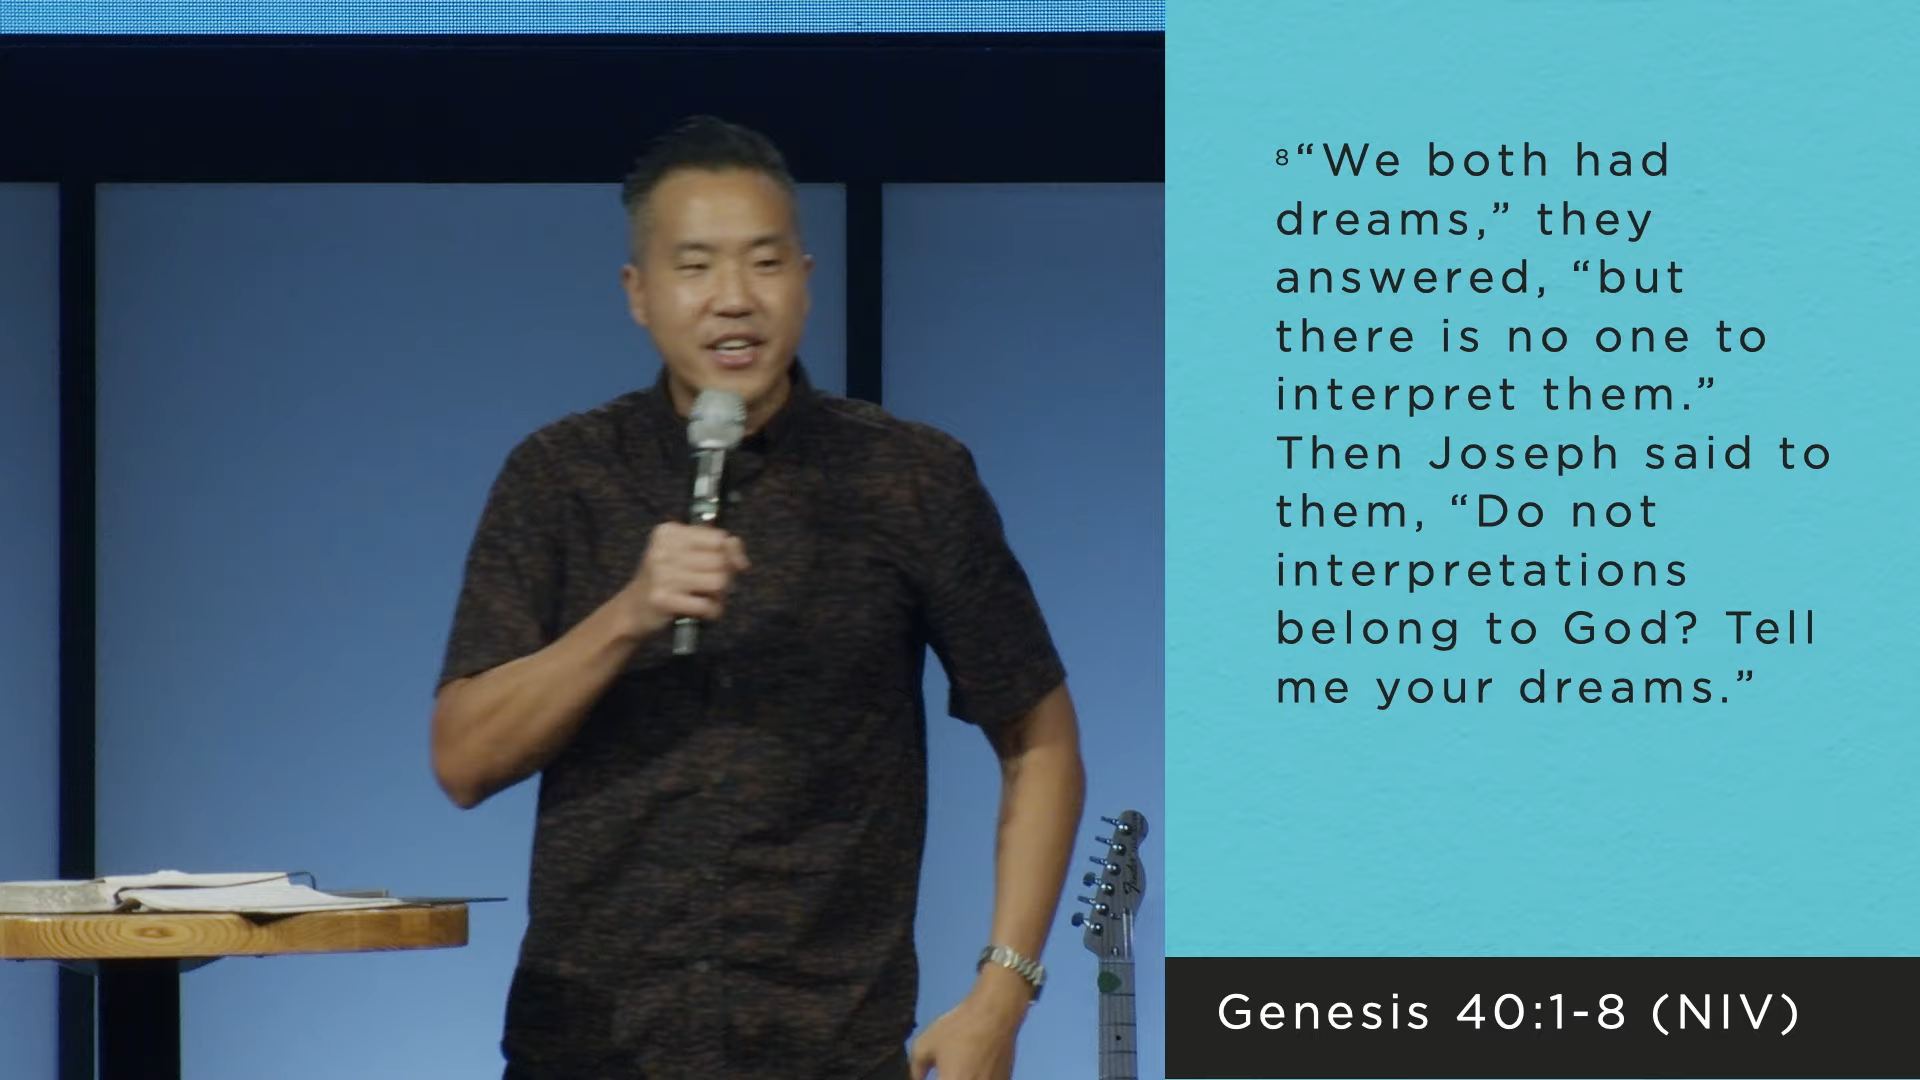 8 “We both had
dreams,” they
answered, “but
there is no one to
interpret them.”
Then Joseph said to
them, “Do not
interpretations
belong to God? Tell
me your dreams.”
Genesis 40:1-8 (NIV)
Fender